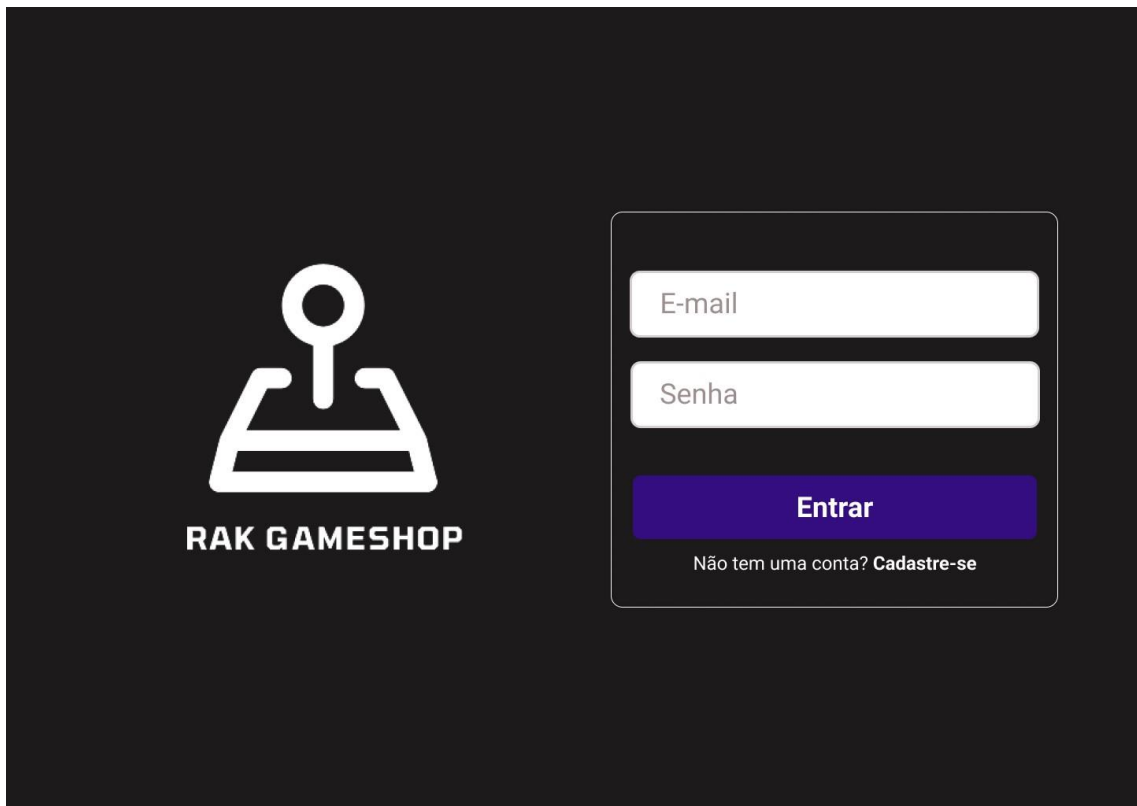 RAK GAMESHOP
E-mail
Senha
Entrar
Não tem uma conta? Cadastre-se